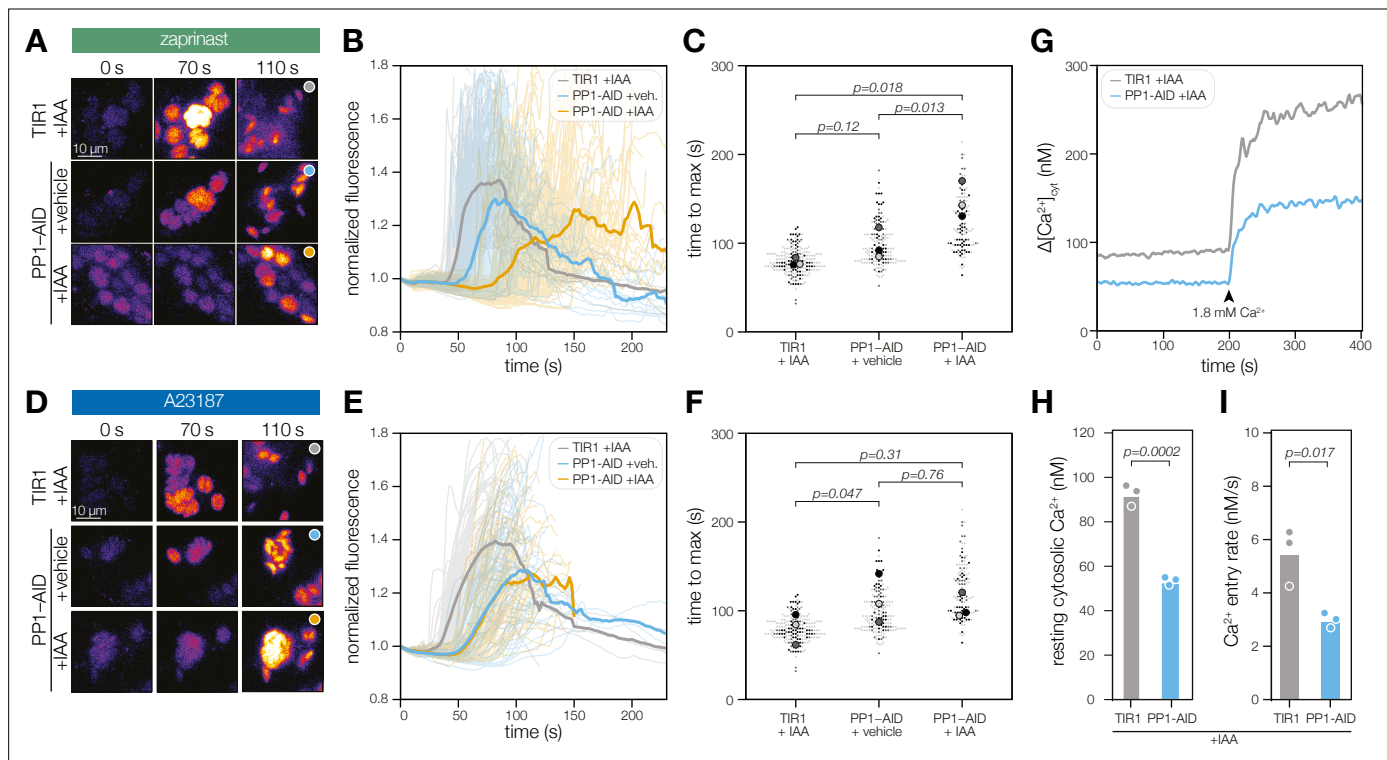 A
zaprinast
0 s 70 s 110 s
TIR1 +IAA
10 µm
PP1–AID
+vehicle
+IAA
B
1.8
1.6
1.4
1.2
1.0
0.8
normalized fluorescence
TIR1 +IAA
PP1-AID +veh.
PP1-AID +IAA
0 50 100 150 200
time (s)
C
300
200
100
0
time to max (s)
p=0.018
p=0.013
p=0.12
TIR1 + IAA
PP1–AID + vehicle
PP1–AID + IAA
G
300
200
100
0
Δ[Ca²⁺]cyt (nM)
TIR1 +IAA
PP1-AID +IAA
1.8 mM Ca²⁺
0 100 200 300 400
time (s)
D
A23187
0 s 70 s 110 s
TIR1 +IAA
10 µm
PP1–AID
+vehicle
+IAA
E
1.8
1.6
1.4
1.2
1.0
0.8
normalized fluorescence
TIR1 +IAA
PP1-AID +veh.
PP1-AID +IAA
0 50 100 150 200
time (s)
F
300
200
100
0
time to max (s)
p=0.31
p=0.76
p=0.047
TIR1 + IAA
PP1–AID + vehicle
PP1–AID + IAA
H
120
100
80
60
40
20
0
resting cytosolic Ca²⁺ (nM)
p=0.0002
TIR1 PP1-AID
I
10
8
6
4
2
0
Ca²⁺ entry rate (nM/s)
p=0.017
TIR1 PP1-AID
+IAA